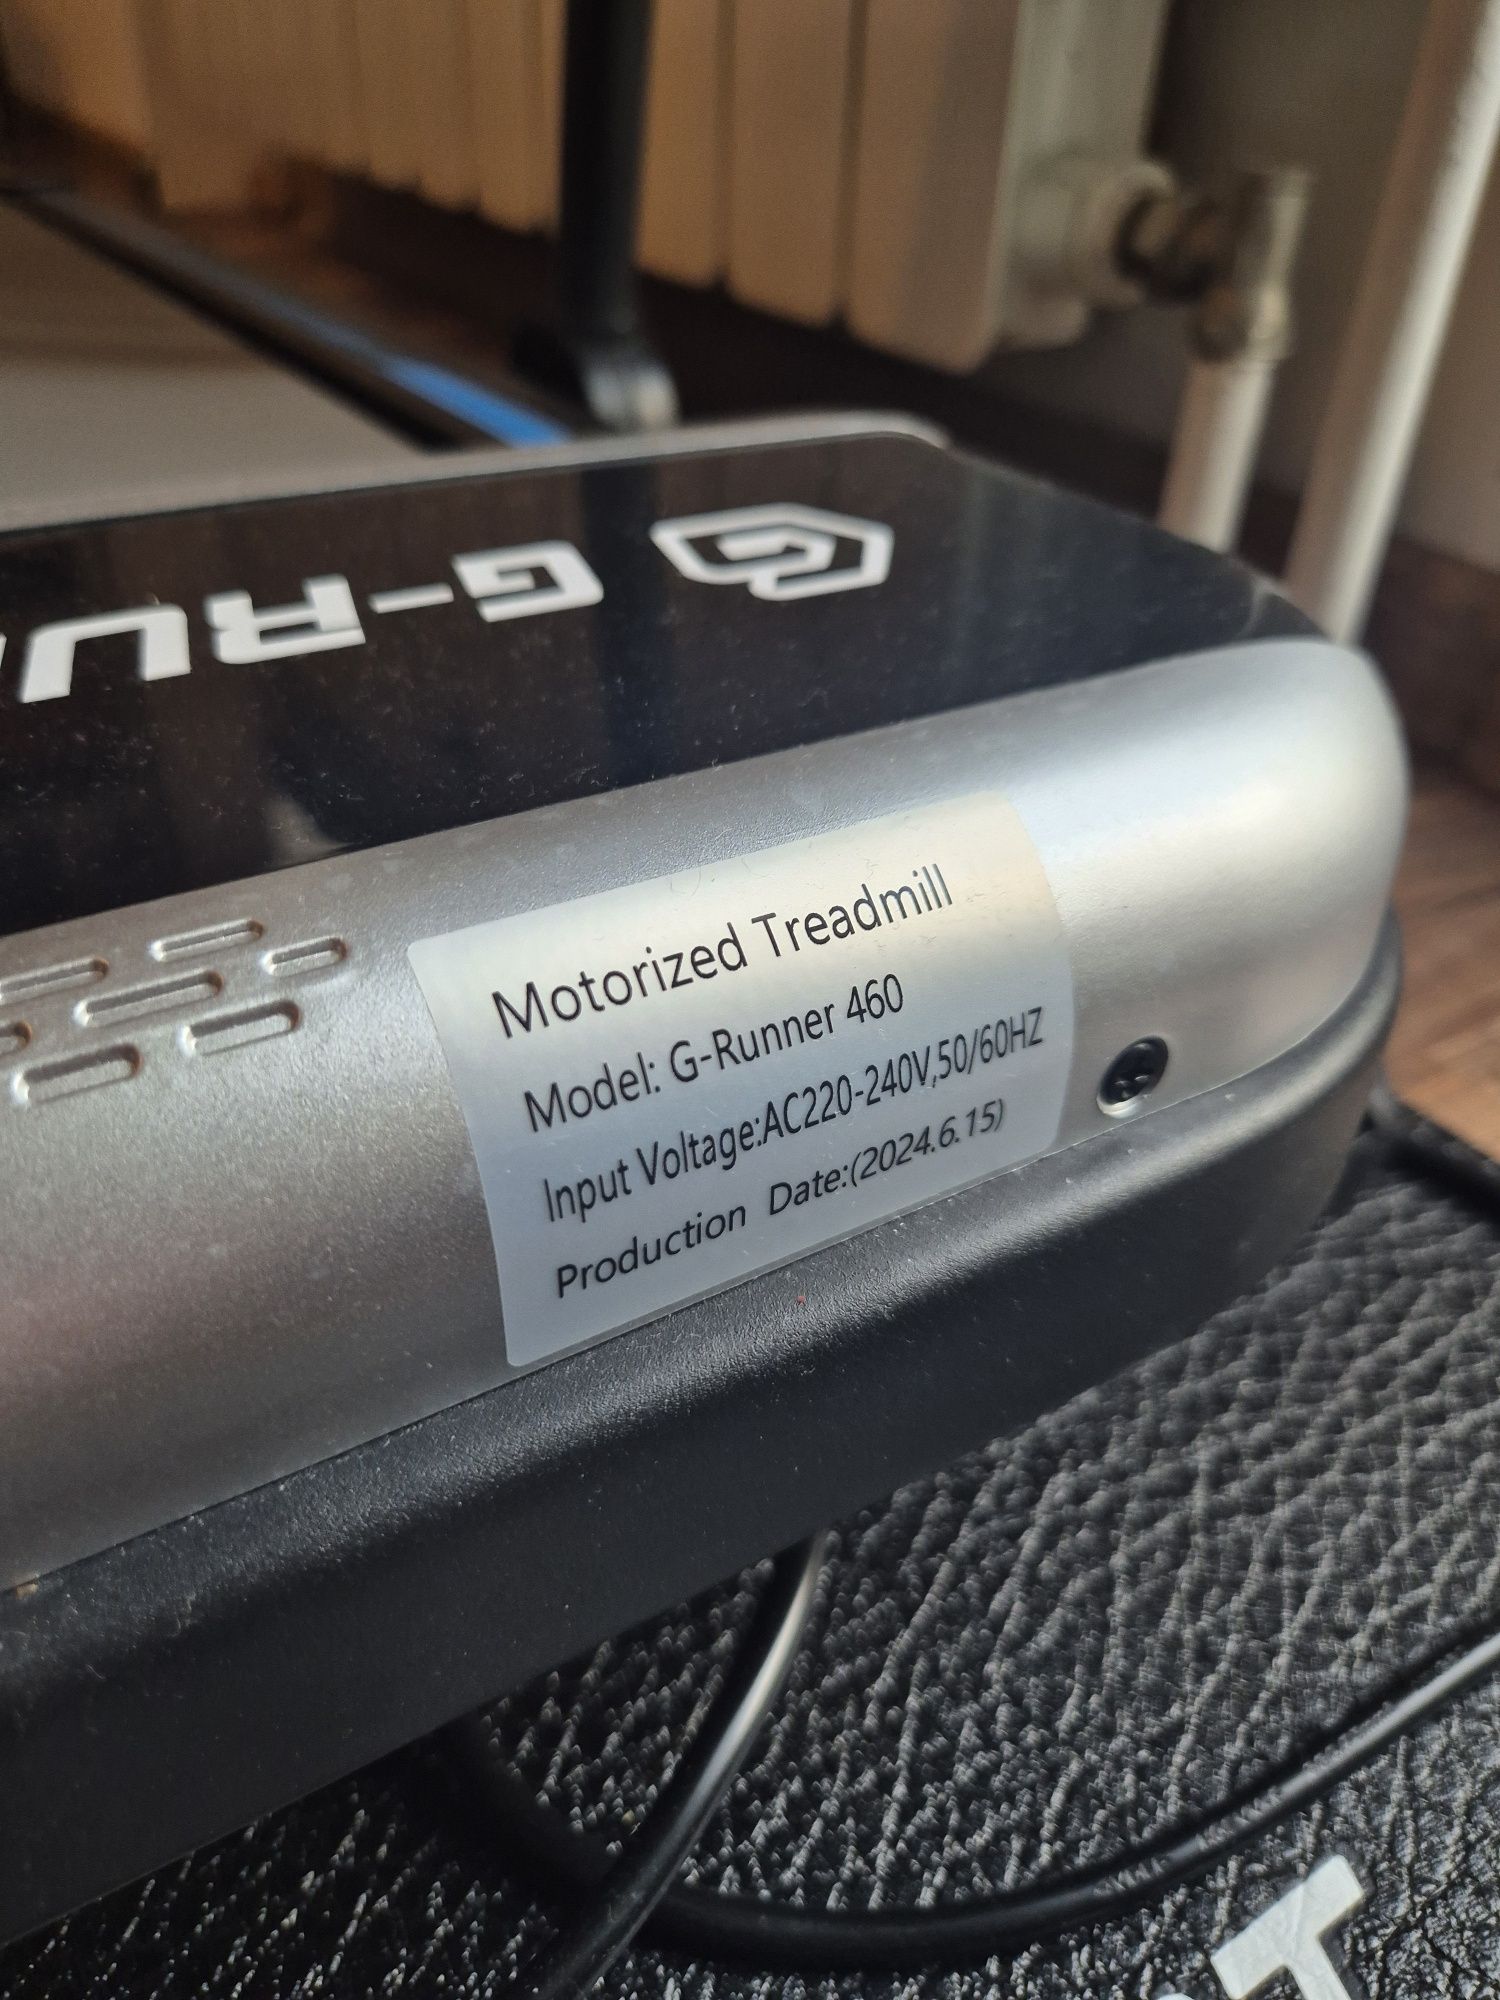 G-RU
Motorized Treadmill
Model: G-Runner 460
Input Voltage:AC220-240V,50/60HZ
Production Date:(2024.6.15)
T